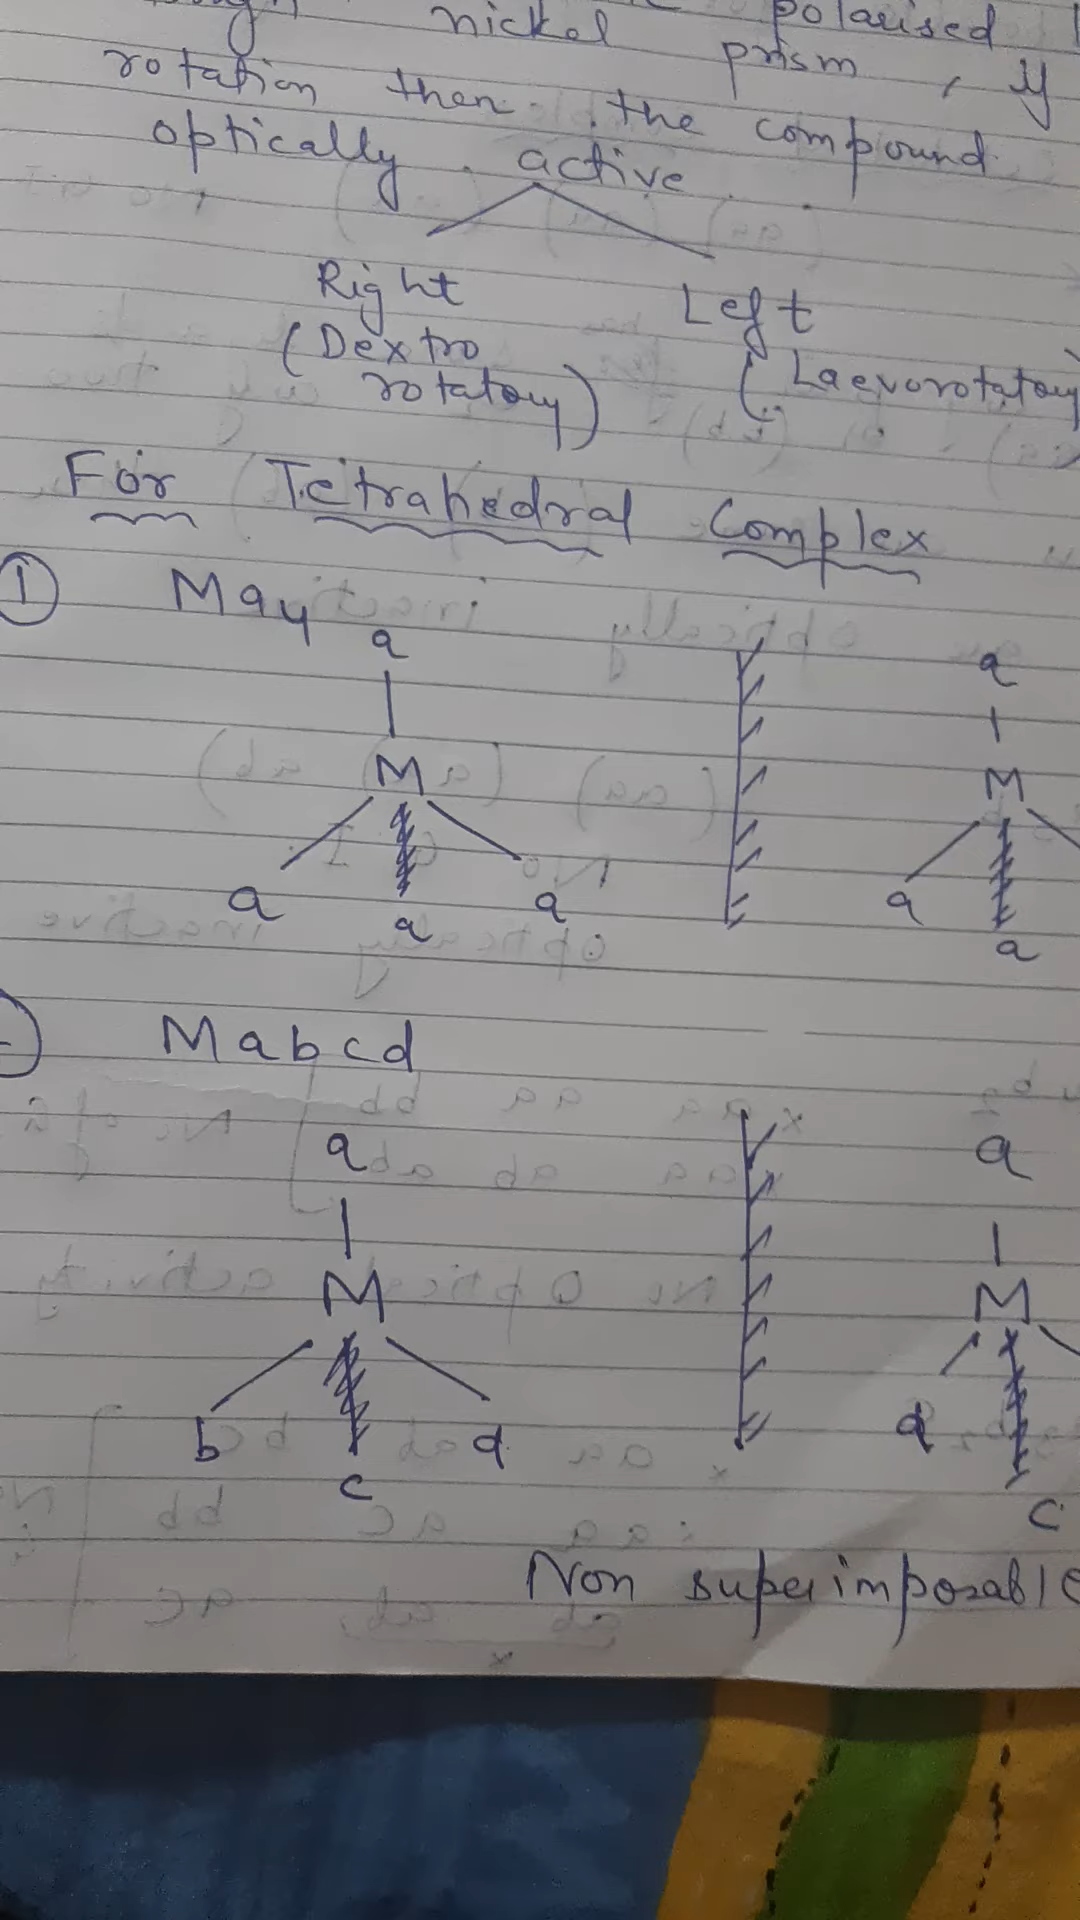 nickel polarised
prism, if
rotation then the compound
optically active
Right Left
(Dextro (Laevorotatory
rotatory)
For Tetrahedral Complex
① Ma4
a a
M M
a a a a a
Mabcd
a a
M M
b c d d c
Non superimposable